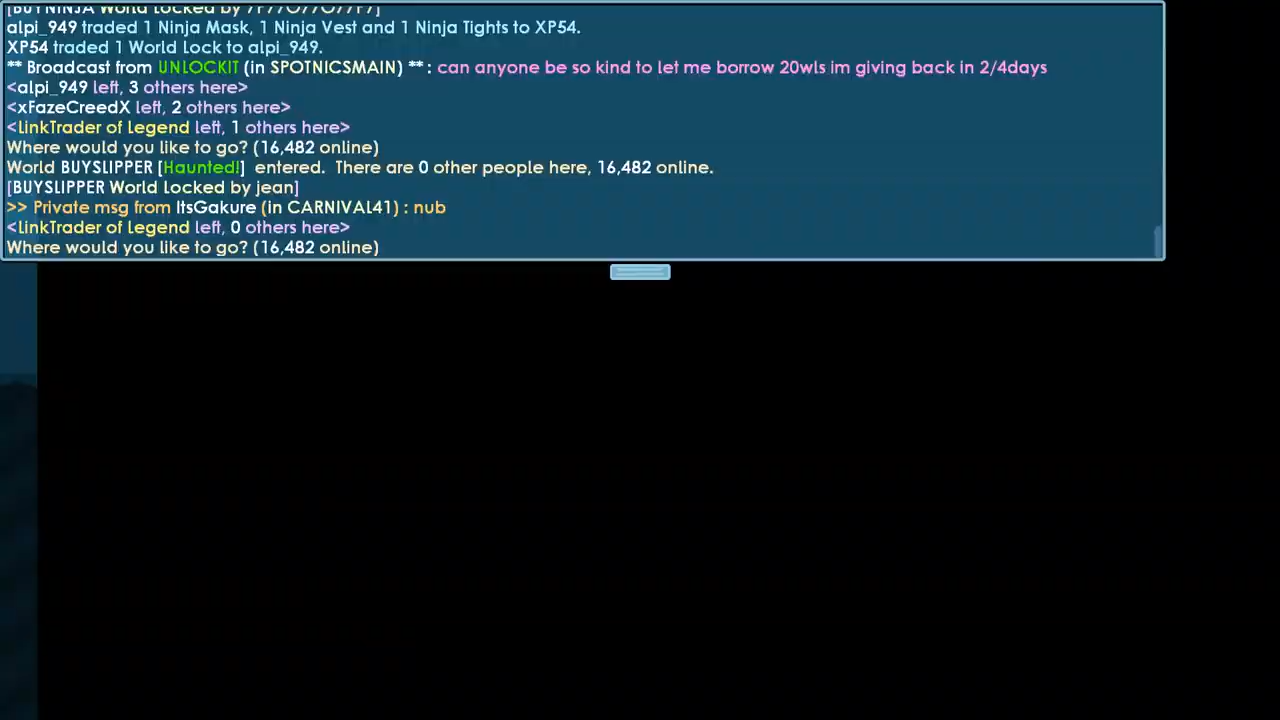 [BUYNINJA World Locked by
alpi_949 traded 1 Ninja Mask, 1 Ninja Vest and 1 Ninja Tights to XP54.
XP54 traded 1 World Lock to alpi_949.
** Broadcast from UNLOCKIT (in SPOTNICSMAIN) ** : can anyone be so kind to let me borrow 20wls im giving back in 2/4days
<alpi_949 left, 3 others here>
<xFazeCreedX left, 2 others here>
<LinkTrader of Legend left, 1 others here>
Where would you like to go? (16,482 online)
World BUYSLIPPER [Haunted!]  entered.  There are 0 other people here, 16,482 online.
[BUYSLIPPER World Locked by jean]
>> Private msg from ItsGakure (in CARNIVAL41) : nub
<LinkTrader of Legend left, 0 others here>
Where would you like to go? (16,482 online)